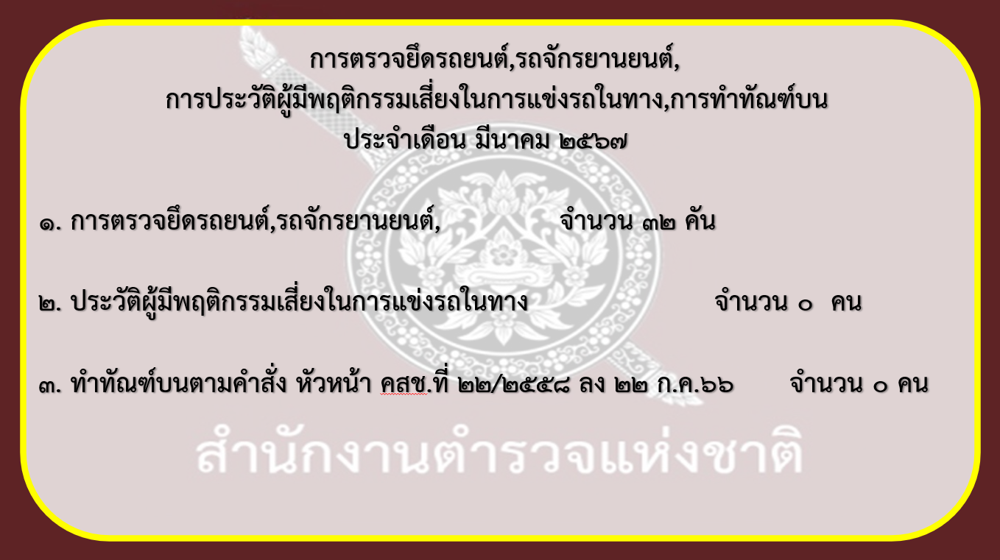 การตรวจยึดรถยนต์,รถจักรยานยนต์,
การประวัติผู้มีพฤติกรรมเสี่ยงในการแข่งรถในทาง,การทำทัณฑ์บน
ประจำเดือน มีนาคม ๒๕๖๗
๑. การตรวจยึดรถยนต์,รถจักรยานยนต์, จำนวน ๓๒ คัน
๒. ประวัติผู้มีพฤติกรรมเสี่ยงในการแข่งรถในทาง จำนวน ๐ คน
๓. ทำทัณฑ์บนตามคำสั่ง หัวหน้า คสช.ที่ ๒๒/๒๕๕๘ ลง ๒๒ ก.ค.๖๖ จำนวน ๐ คน
สำนักงานตำรวจแห่งชาติ